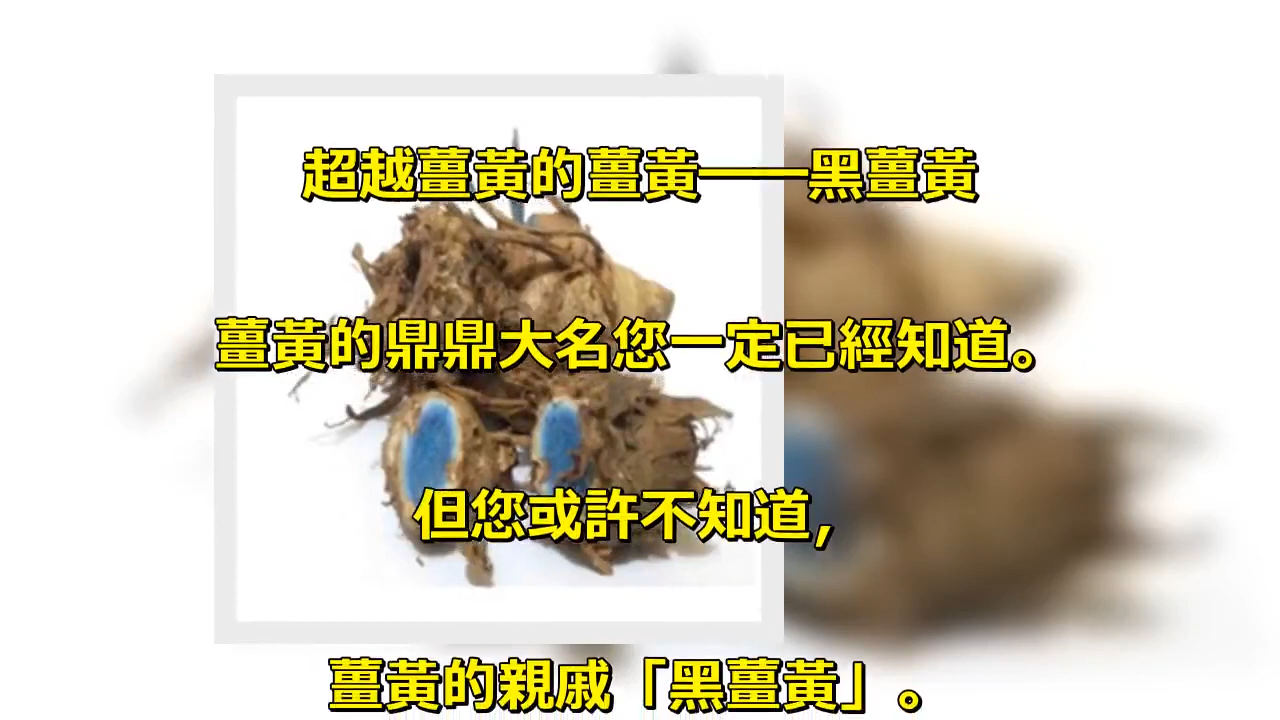 超越薑黃的薑黃——黑薑黃
薑黃的鼎鼎大名您一定已經知道。
但您或許不知道，
薑黃的親戚「黑薑黃」。